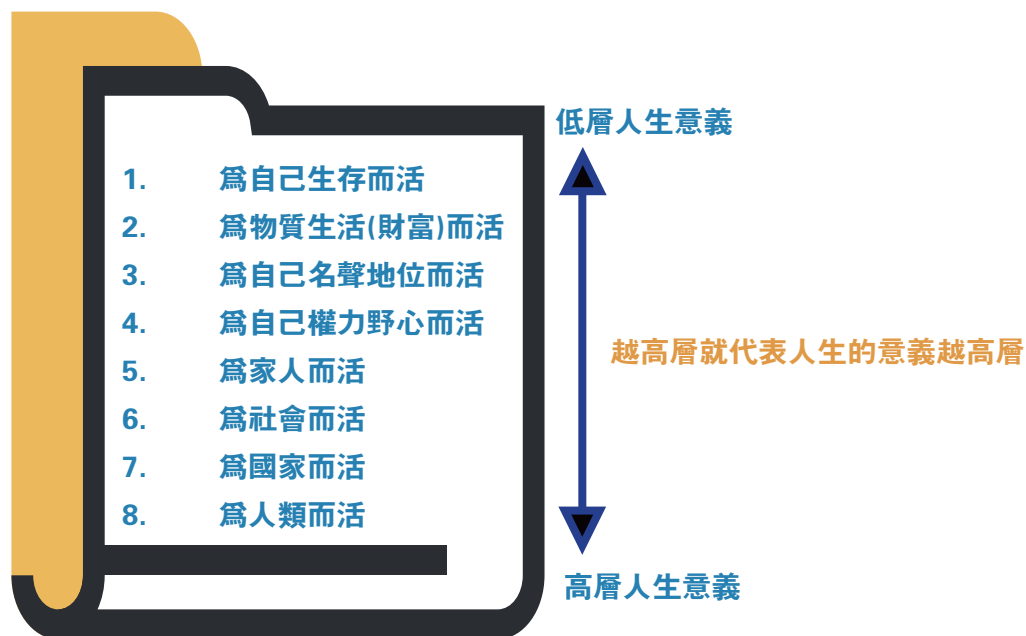 低層人生意義
1. 爲自己生存而活
2. 爲物質生活(財富)而活
3. 爲自己名聲地位而活
4. 爲自己權力野心而活
5. 爲家人而活
6. 爲社會而活
7. 爲國家而活
8. 爲人類而活
越高層就代表人生的意義越高層
高層人生意義